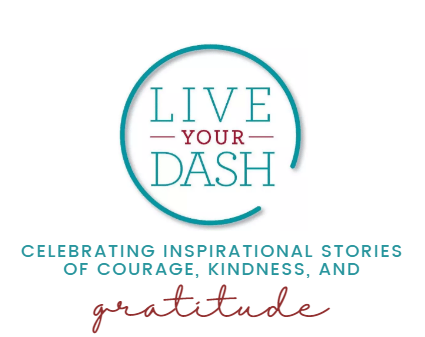 LIVE
YOUR
DASH
CELEBRATING INSPIRATIONAL STORIES
OF COURAGE, KINDNESS, AND
gratitude